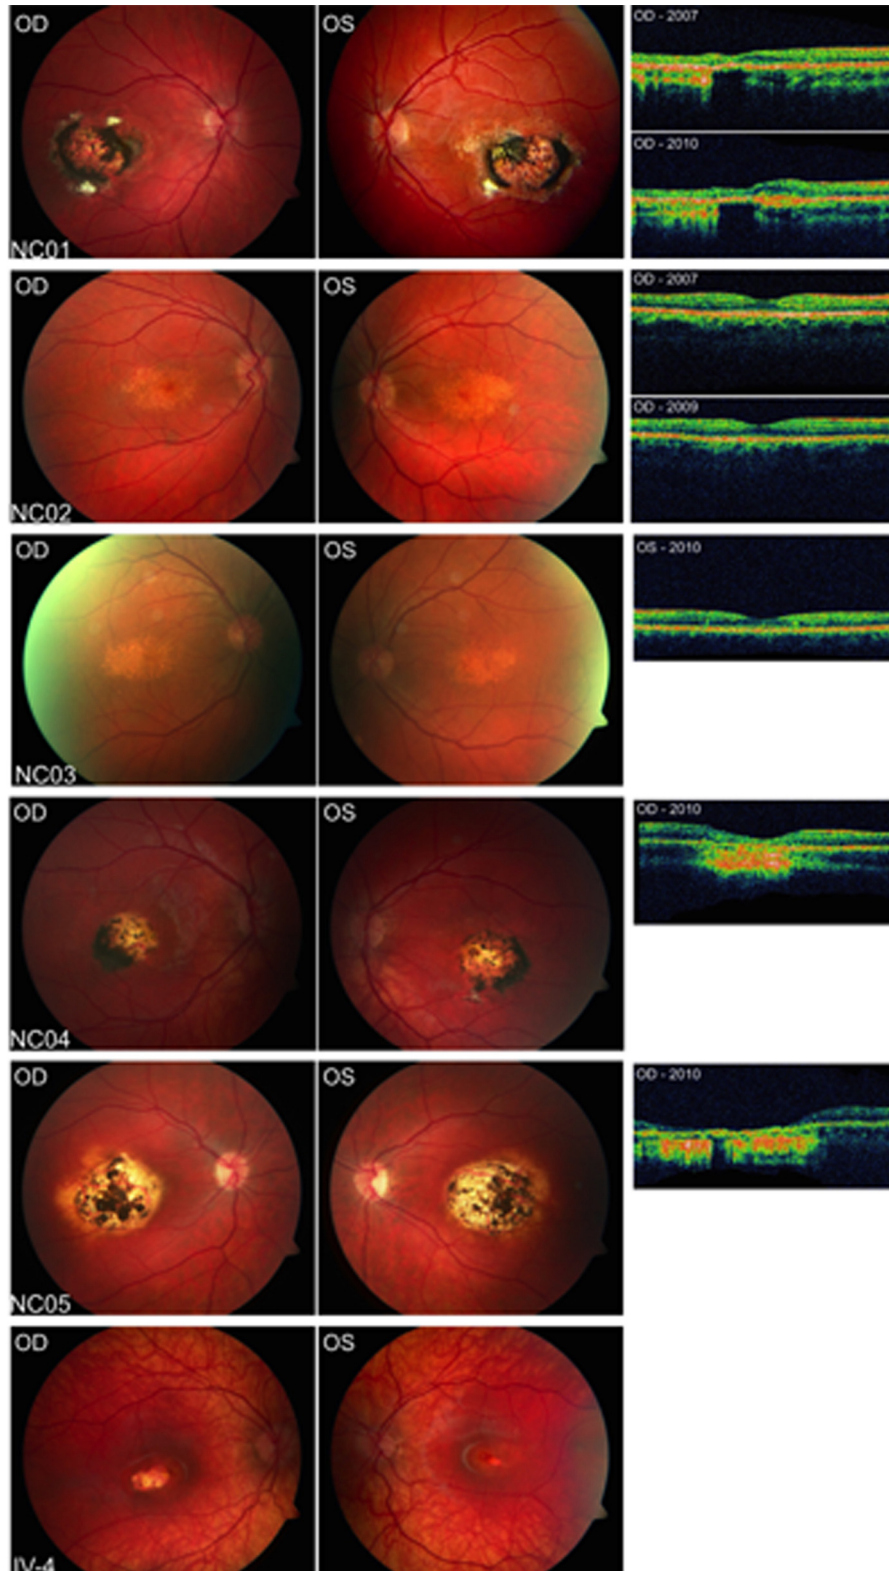 OD OS OD - 2007
OD - 2010
NC01
OD OS OD - 2007
OD - 2009
NC02
OD OS OS - 2010
NC03
OD OS OD - 2010
NC04
OD OS OD - 2010
NC05
OD OS
IV-4